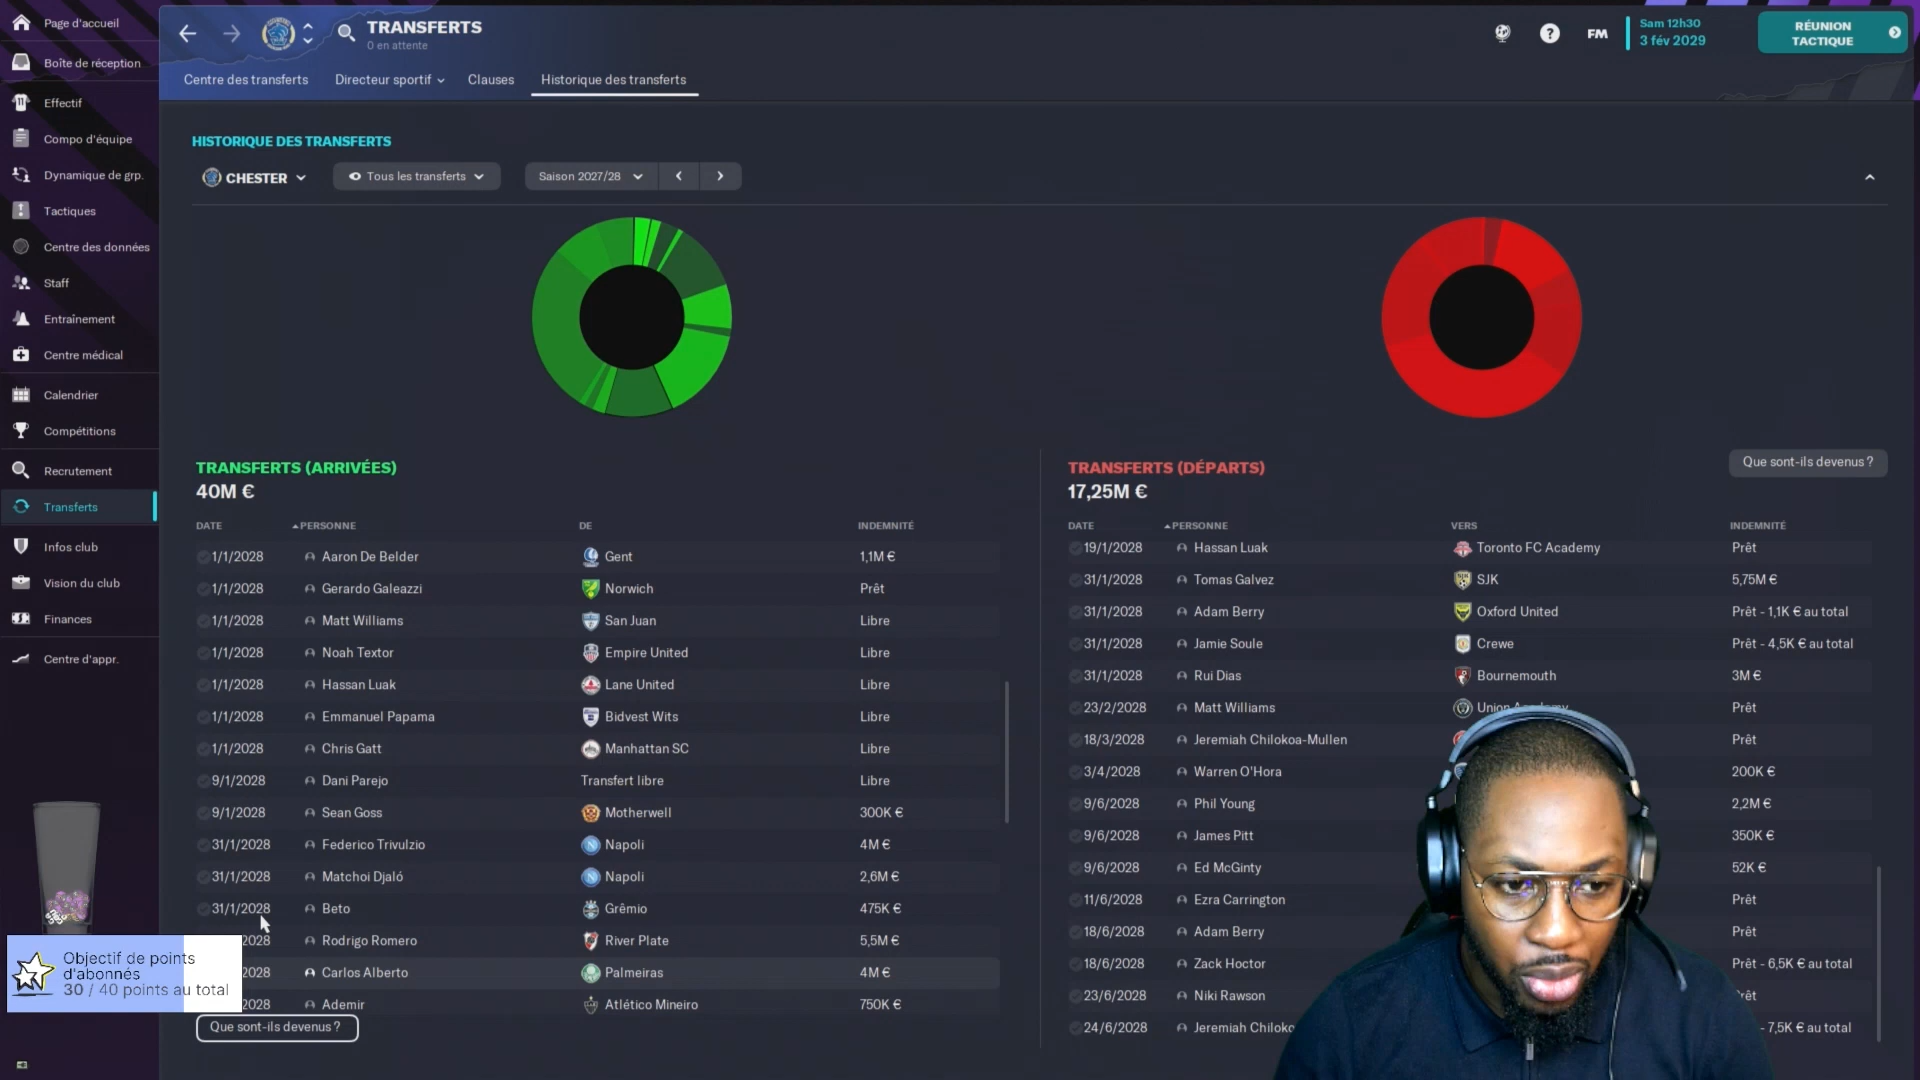 Page d'accueil
Boîte de réception
Effectif
Compo d'équipe
Dynamique de grp.
Tactiques
Centre des données
Staff
Entraînement
Centre médical
Calendrier
Compétitions
Recrutement
Transferts
Infos club
Vision du club
Finances
Centre d'appr.
TRANSFERTS
0 en attente
FM
Sam 12h30
3 fév 2029
RÉUNION
TACTIQUE
Centre des transferts
Directeur sportif
Clauses
Historique des transferts
HISTORIQUE DES TRANSFERTS
CHESTER
Tous les transferts
Saison 2027/28
TRANSFERTS (ARRIVÉES)
40M €
DATE PERSONNE DE INDEMNITÉ
1/1/2028 Aaron De Belder Gent 1,1M €
1/1/2028 Gerardo Galeazzi Norwich Prêt
1/1/2028 Matt Williams San Juan Libre
1/1/2028 Noah Textor Empire United Libre
1/1/2028 Hassan Luak Lane United Libre
1/1/2028 Emmanuel Papama Bidvest Wits Libre
1/1/2028 Chris Gatt Manhattan SC Libre
9/1/2028 Dani Parejo Transfert libre Libre
9/1/2028 Sean Goss Motherwell 300K €
31/1/2028 Federico Trivulzio Napoli 4M €
31/1/2028 Matchoi Djaló Napoli 2,6M €
31/1/2028 Beto Grêmio 475K €
2028 Rodrigo Romero River Plate 5,5M €
2028 Carlos Alberto Palmeiras 4M €
2028 Ademir Atlético Mineiro 750K €
Que sont-ils devenus ?
TRANSFERTS (DÉPARTS)
17,25M €
Que sont-ils devenus ?
DATE PERSONNE VERS INDEMNITÉ
19/1/2028 Hassan Luak Toronto FC Academy Prêt
31/1/2028 Tomas Galvez SJK 5,75M €
31/1/2028 Adam Berry Oxford United Prêt - 1,1K € au total
31/1/2028 Jamie Soule Crewe Prêt - 4,5K € au total
31/1/2028 Rui Dias Bournemouth 3M €
23/2/2028 Matt Williams Union Academy Prêt
18/3/2028 Jeremiah Chilokoa-Mullen Prêt
3/4/2028 Warren O'Hora 200K €
9/6/2028 Phil Young 2,2M €
9/6/2028 James Pitt 350K €
9/6/2028 Ed McGinty 52K €
11/6/2028 Ezra Carrington Prêt
18/6/2028 Adam Berry Prêt
18/6/2028 Zack Hoctor Prêt - 6,5K € au total
23/6/2028 Niki Rawson rêt
24/6/2028 Jeremiah Chiloko - 7,5K € au total
Objectif de points
d'abonnés
30 / 40 points au total